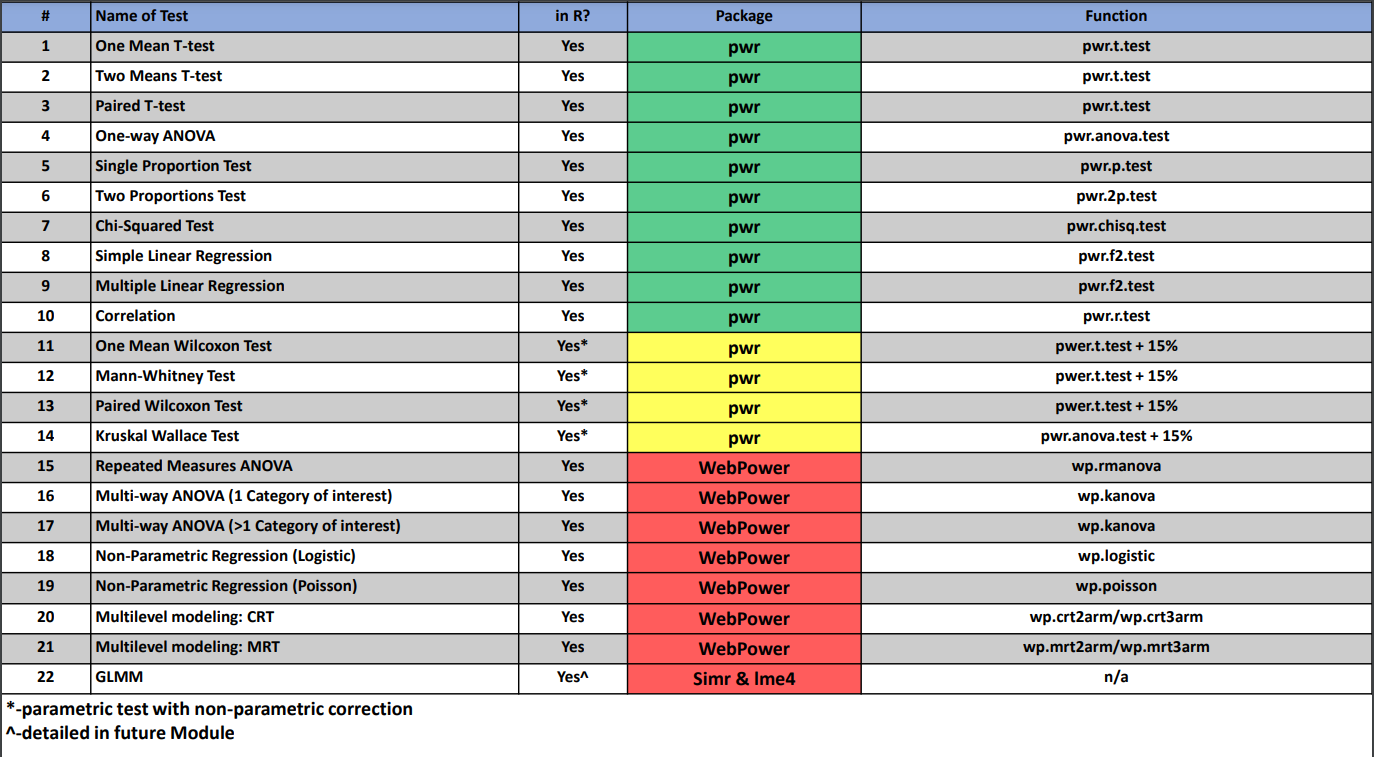 # Name of Test in R? Package Function
1 One Mean T-test Yes pwr pwr.t.test
2 Two Means T-test Yes pwr pwr.t.test
3 Paired T-test Yes pwr pwr.t.test
4 One-way ANOVA Yes pwr pwr.anova.test
5 Single Proportion Test Yes pwr pwr.p.test
6 Two Proportions Test Yes pwr pwr.2p.test
7 Chi-Squared Test Yes pwr pwr.chisq.test
8 Simple Linear Regression Yes pwr pwr.f2.test
9 Multiple Linear Regression Yes pwr pwr.f2.test
10 Correlation Yes pwr pwr.r.test
11 One Mean Wilcoxon Test Yes* pwr pwer.t.test + 15%
12 Mann-Whitney Test Yes* pwr pwer.t.test + 15%
13 Paired Wilcoxon Test Yes* pwr pwer.t.test + 15%
14 Kruskal Wallace Test Yes* pwr pwr.anova.test + 15%
15 Repeated Measures ANOVA Yes WebPower wp.rmanova
16 Multi-way ANOVA (1 Category of interest) Yes WebPower wp.kanova
17 Multi-way ANOVA (>1 Category of interest) Yes WebPower wp.kanova
18 Non-Parametric Regression (Logistic) Yes WebPower wp.logistic
19 Non-Parametric Regression (Poisson) Yes WebPower wp.poisson
20 Multilevel modeling: CRT Yes WebPower wp.crt2arm/wp.crt3arm
21 Multilevel modeling: MRT Yes WebPower wp.mrt2arm/wp.mrt3arm
22 GLMM Yes^ Simr & lme4 n/a
*-parametric test with non-parametric correction
^-detailed in future Module